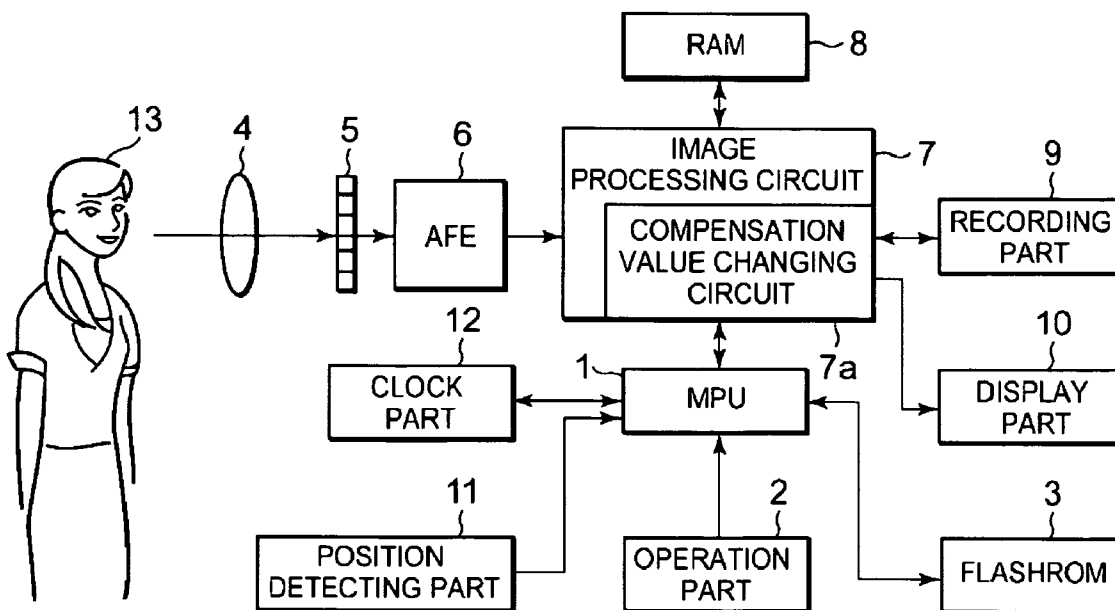 RAM
8
13
4
5
6
AFE
IMAGE
PROCESSING CIRCUIT
7
COMPENSATION
VALUE CHANGING
CIRCUIT
7a
9
RECORDING
PART
12
CLOCK
PART
1
MPU
10
DISPLAY
PART
11
POSITION
DETECTING PART
2
OPERATION
PART
3
FLASHROM